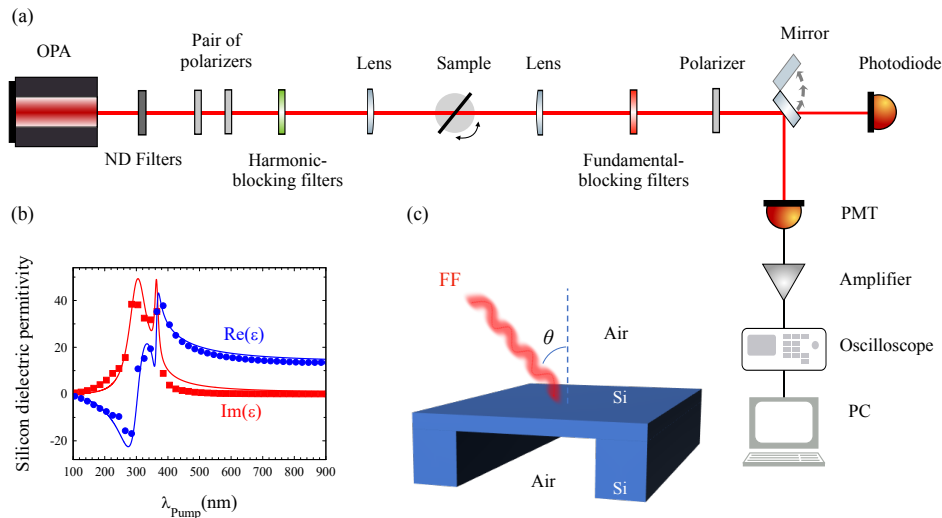 (a)
OPA
Pair of
polarizers
Lens
Sample
Lens
Polarizer
Mirror
Photodiode
ND Filters
Harmonic-
blocking filters
Fundamental-
blocking filters
PMT
Amplifier
Oscilloscope
PC
(b)
Silicon dielectric permitivity
40
20
0
-20
Re(ε)
Im(ε)
100 200 300 400 500 600 700 800 900
λPump(nm)
(c)
FF
θ
Air
Si
Air
Si